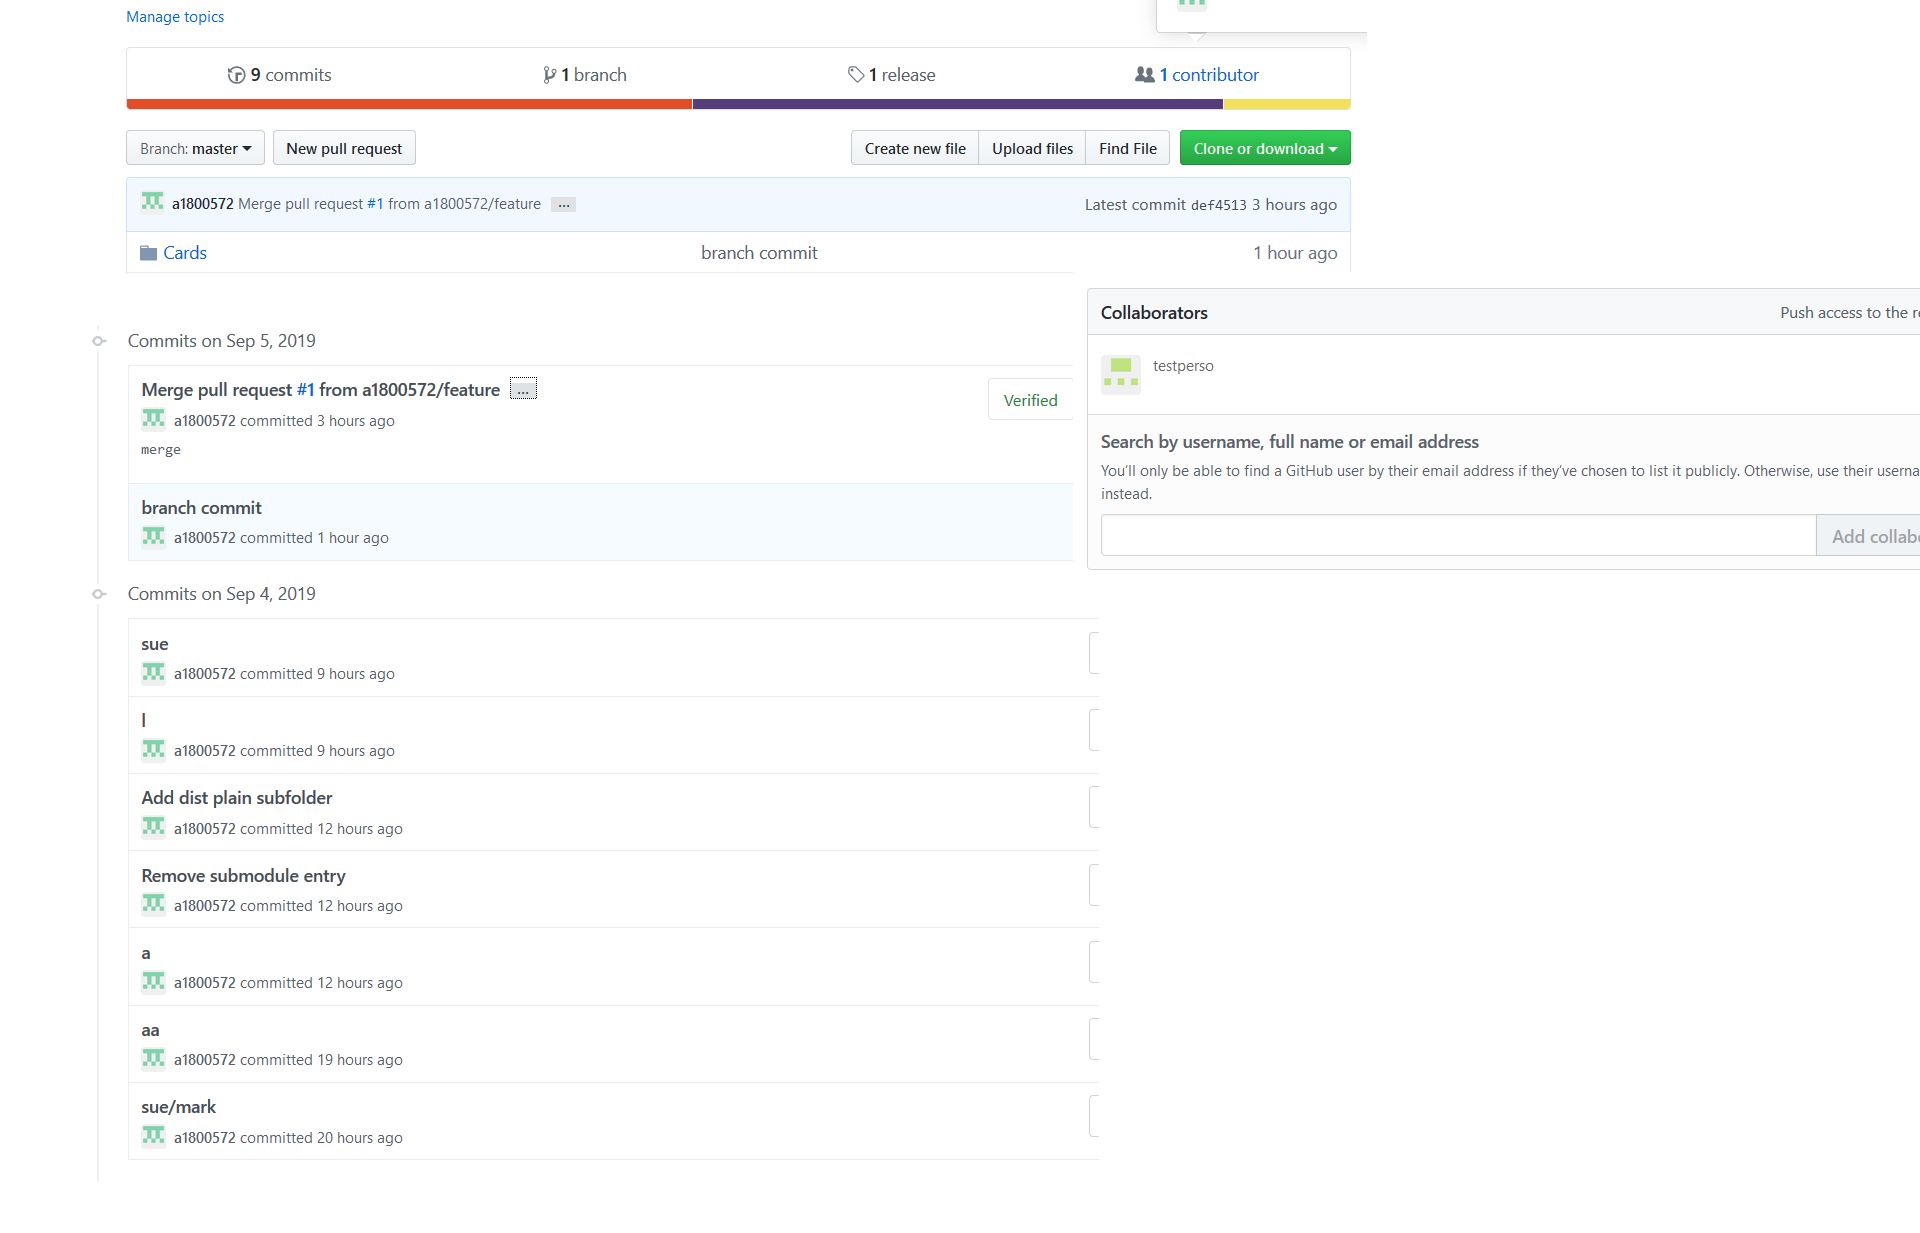 Manage topics
9 commits
1 branch
1 release
1 contributor
Branch: master
New pull request
Create new file
Upload files
Find File
Clone or download
a1800572 Merge pull request #1 from a1800572/feature ...
Latest commit def4513 3 hours ago
Cards
branch commit
1 hour ago
Commits on Sep 5, 2019
Merge pull request #1 from a1800572/feature ...
Verified
a1800572 committed 3 hours ago
merge
branch commit
a1800572 committed 1 hour ago
Collaborators
Push access to the re
testperso
Search by username, full name or email address
You'll only be able to find a GitHub user by their email address if they've chosen to list it publicly. Otherwise, use their userna
instead.
Add collabo
Commits on Sep 4, 2019
sue
a1800572 committed 9 hours ago
l
a1800572 committed 9 hours ago
Add dist plain subfolder
a1800572 committed 12 hours ago
Remove submodule entry
a1800572 committed 12 hours ago
a
a1800572 committed 12 hours ago
aa
a1800572 committed 19 hours ago
sue/mark
a1800572 committed 20 hours ago